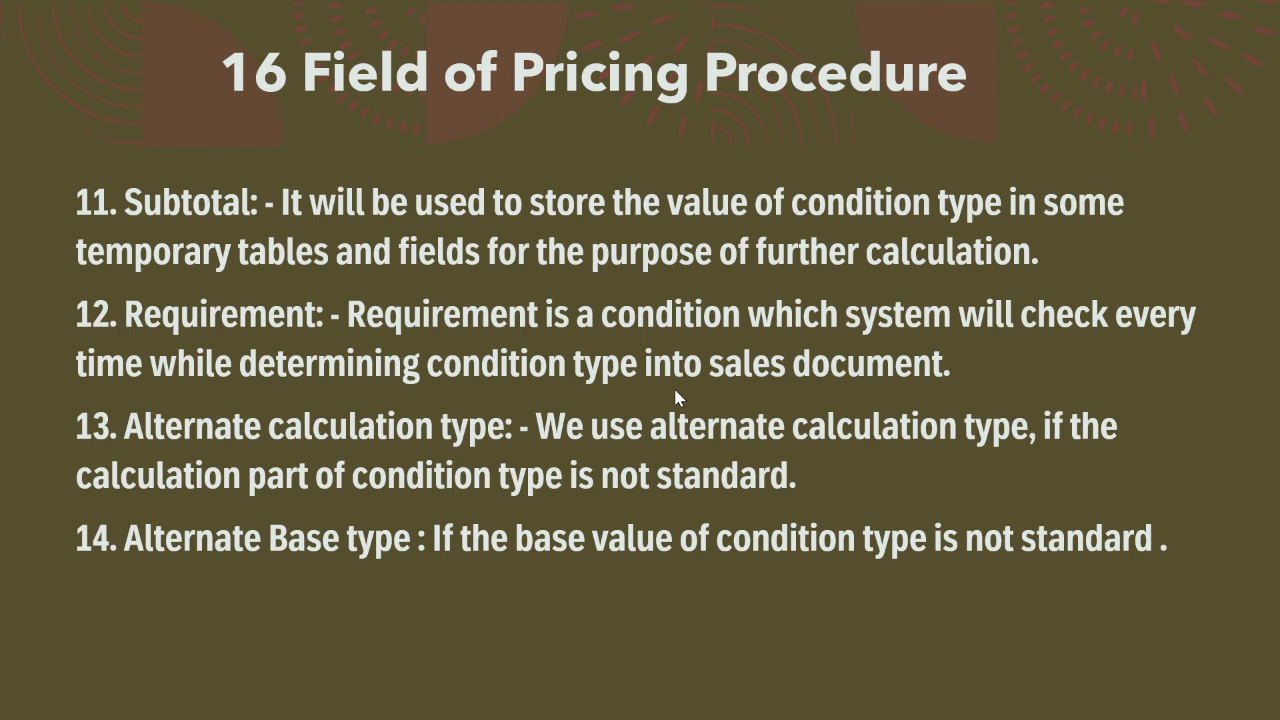 16 Field of Pricing Procedure
11. Subtotal: - It will be used to store the value of condition type in some
temporary tables and fields for the purpose of further calculation.
12. Requirement: - Requirement is a condition which system will check every
time while determining condition type into sales document.
13. Alternate calculation type: - We use alternate calculation type, if the
calculation part of condition type is not standard.
14. Alternate Base type : If the base value of condition type is not standard .